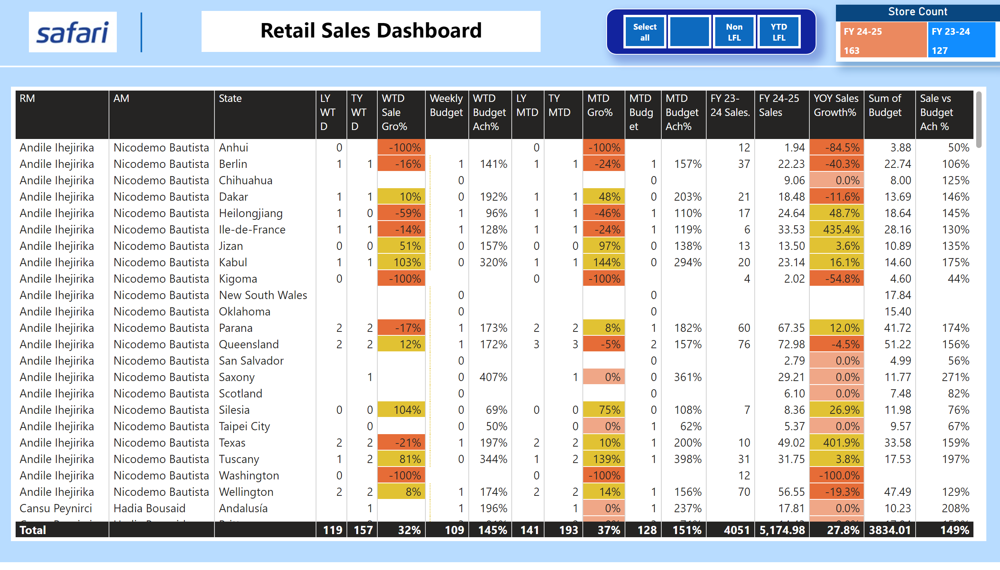 safari
Retail Sales Dashboard
Select all
Non LFL
YTD LFL
Store Count
FY 24-25
163
FY 23-24
127
RM AM State LY WTD TY WTD WTD Sale Gro% Weekly Budget WTD Budget Ach% LY MTD TY MTD MTD Gro% MTD Budget MTD Budget Ach% FY 23-24 Sales. FY 24-25 Sales YOY Sales Growth% Sum of Budget Sale vs Budget Ach %
Andile Ihejirika Nicodemo Bautista Anhui 0 -100% 0 -100% 12 1.94 -84.5% 3.88 50%
Andile Ihejirika Nicodemo Bautista Berlin 1 1 -16% 1 141% 1 1 -24% 1 157% 37 22.23 -40.3% 22.74 106%
Andile Ihejirika Nicodemo Bautista Chihuahua 0 0 9.06 0.0% 8.00 125%
Andile Ihejirika Nicodemo Bautista Dakar 1 1 10% 0 192% 1 1 48% 0 203% 21 18.48 -11.6% 13.69 146%
Andile Ihejirika Nicodemo Bautista Heilongjiang 1 0 -59% 1 96% 1 1 -46% 1 110% 17 24.64 48.7% 18.64 145%
Andile Ihejirika Nicodemo Bautista Ile-de-France 1 1 -14% 1 128% 1 1 -24% 1 119% 6 33.53 435.4% 28.16 130%
Andile Ihejirika Nicodemo Bautista Jizan 0 0 51% 0 157% 0 0 97% 0 138% 13 13.50 3.6% 10.89 135%
Andile Ihejirika Nicodemo Bautista Kabul 1 1 103% 0 320% 1 1 144% 0 294% 20 23.14 16.1% 14.60 175%
Andile Ihejirika Nicodemo Bautista Kigoma 0 -100% 0 -100% 4 2.02 -54.8% 4.60 44%
Andile Ihejirika Nicodemo Bautista New South Wales 0 0 17.84
Andile Ihejirika Nicodemo Bautista Oklahoma 0 0 15.40
Andile Ihejirika Nicodemo Bautista Parana 2 2 -17% 1 173% 2 2 8% 1 182% 60 67.35 12.0% 41.72 174%
Andile Ihejirika Nicodemo Bautista Queensland 2 2 12% 1 172% 3 3 -5% 2 157% 76 72.98 -4.5% 51.22 156%
Andile Ihejirika Nicodemo Bautista San Salvador 0 0 2.79 0.0% 4.99 56%
Andile Ihejirika Nicodemo Bautista Saxony 1 0 407% 1 0% 0 361% 29.21 0.0% 11.77 271%
Andile Ihejirika Nicodemo Bautista Scotland 0 0 6.10 0.0% 7.48 82%
Andile Ihejirika Nicodemo Bautista Silesia 0 0 104% 0 69% 0 0 75% 0 108% 7 8.36 26.9% 11.98 76%
Andile Ihejirika Nicodemo Bautista Taipei City 0 0 50% 0 0% 1 62% 5.37 0.0% 9.57 67%
Andile Ihejirika Nicodemo Bautista Texas 2 2 -21% 1 197% 2 2 10% 1 200% 10 49.02 401.9% 33.58 159%
Andile Ihejirika Nicodemo Bautista Tuscany 1 2 81% 0 344% 1 2 139% 1 398% 31 31.75 3.8% 17.53 197%
Andile Ihejirika Nicodemo Bautista Washington 0 -100% 0 -100% 12 -100.0%
Andile Ihejirika Nicodemo Bautista Wellington 2 2 8% 1 174% 2 2 14% 1 156% 70 56.55 -19.3% 47.49 129%
Cansu Peynirci Hadia Bousaid Andalusía 1 1 196% 1 0% 1 237% 17.81 0.0% 10.23 208%
Total 119 157 32% 109 145% 141 193 37% 128 151% 4051 5,174.98 27.8% 3834.01 149%